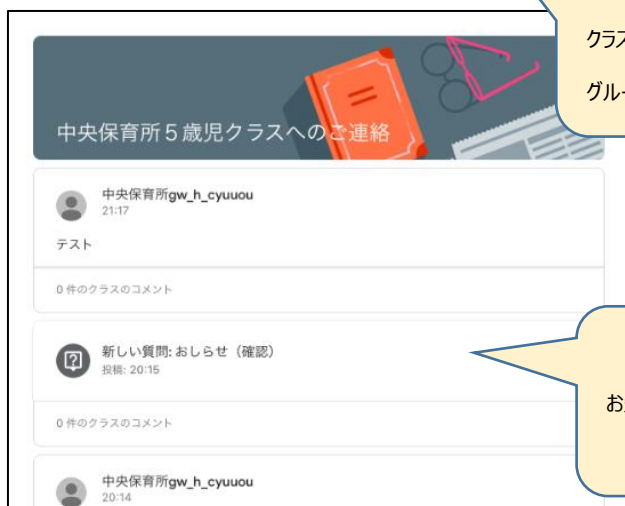 クラス
グルー
中央保育所5歳児クラスへのご連絡
中央保育所gw_h_cyuuou
21:17
テスト
0 件のクラスのコメント
新しい質問: おしらせ（確認）
投稿: 20:15
お
0 件のクラスのコメント
中央保育所gw_h_cyuuou
20:14